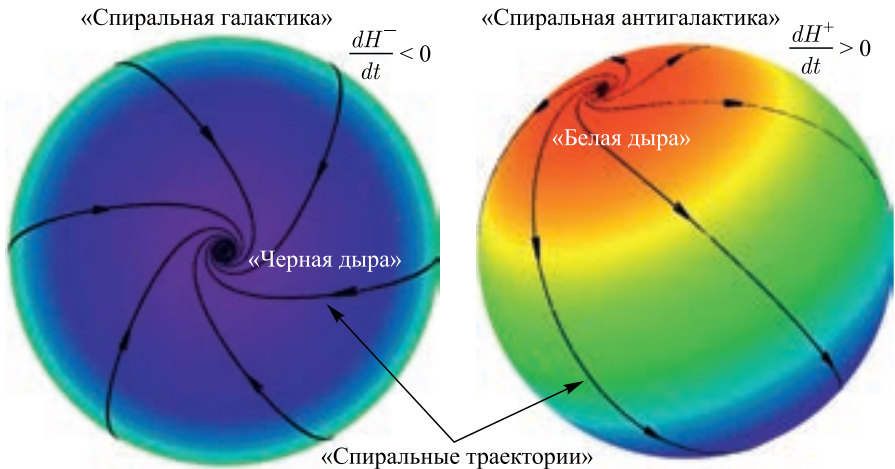 «Спиральная галактика»
«Спиральная антигалактика»
dH⁻/dt < 0
dH⁺/dt > 0
«Белая дыра»
«Черная дыра»
«Спиральные траектории»